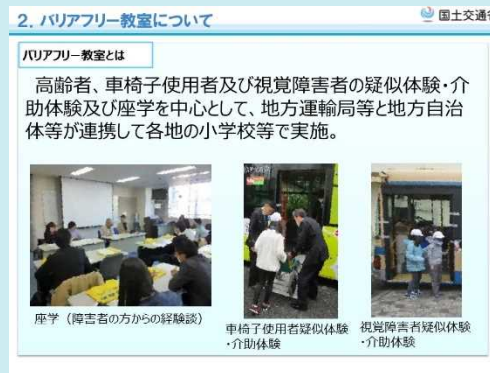 2. バリアフリー教室について
国土交通省
バリアフリー教室とは
高齢者、車椅子使用者及び視覚障害者の疑似体験・介
助体験及び座学を中心として、地方運輸局等と地方自治
体等が連携して各地の小学校等で実施。
座学（障害者の方からの経験談）
車椅子使用者疑似体験
・介助体験
視覚障害者疑似体験
・介助体験